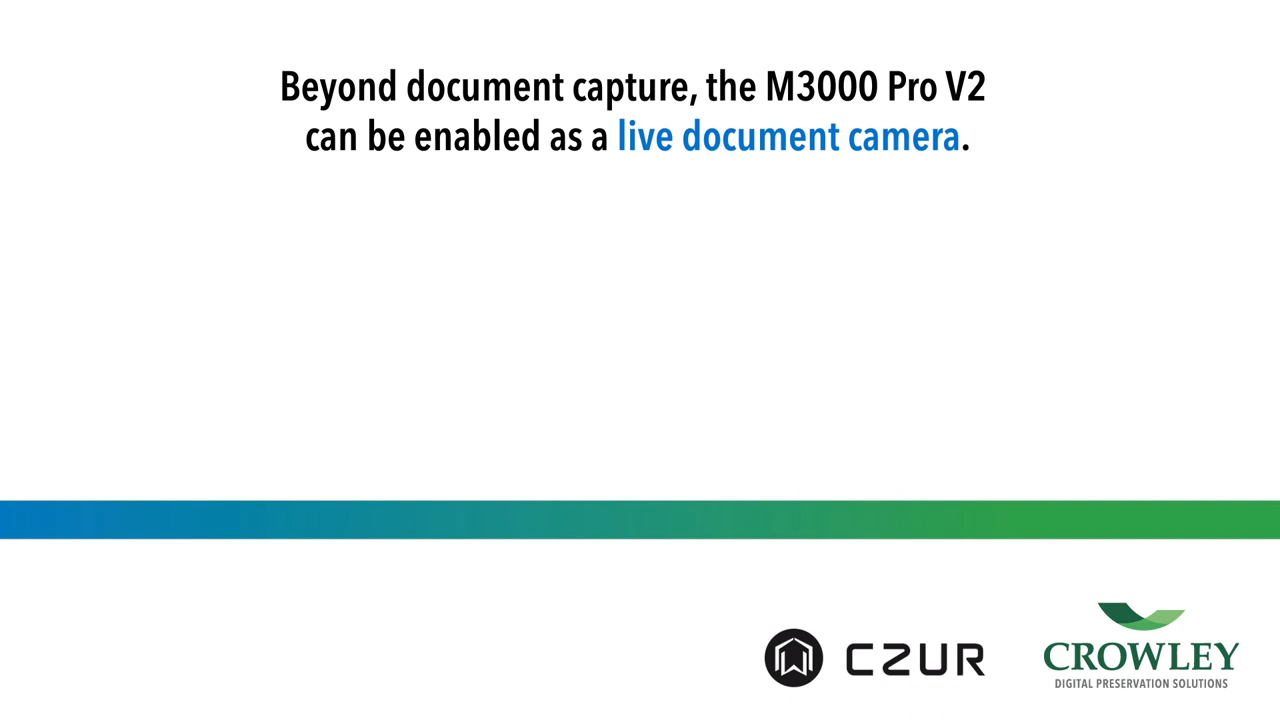 Beyond document capture, the M3000 Pro V2
can be enabled as a live document camera.
CZUR
CROWLEY
DIGITAL PRESERVATION SOLUTIONS